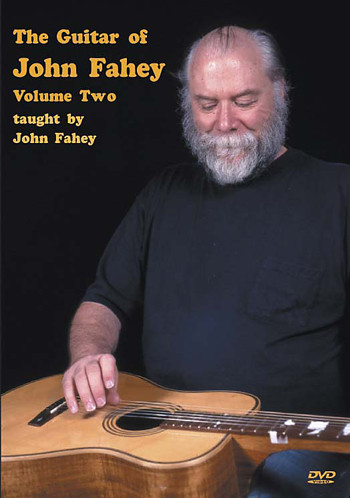 The Guitar of
John Fahey
Volume Two
taught by
John Fahey
DVD
VIDEO